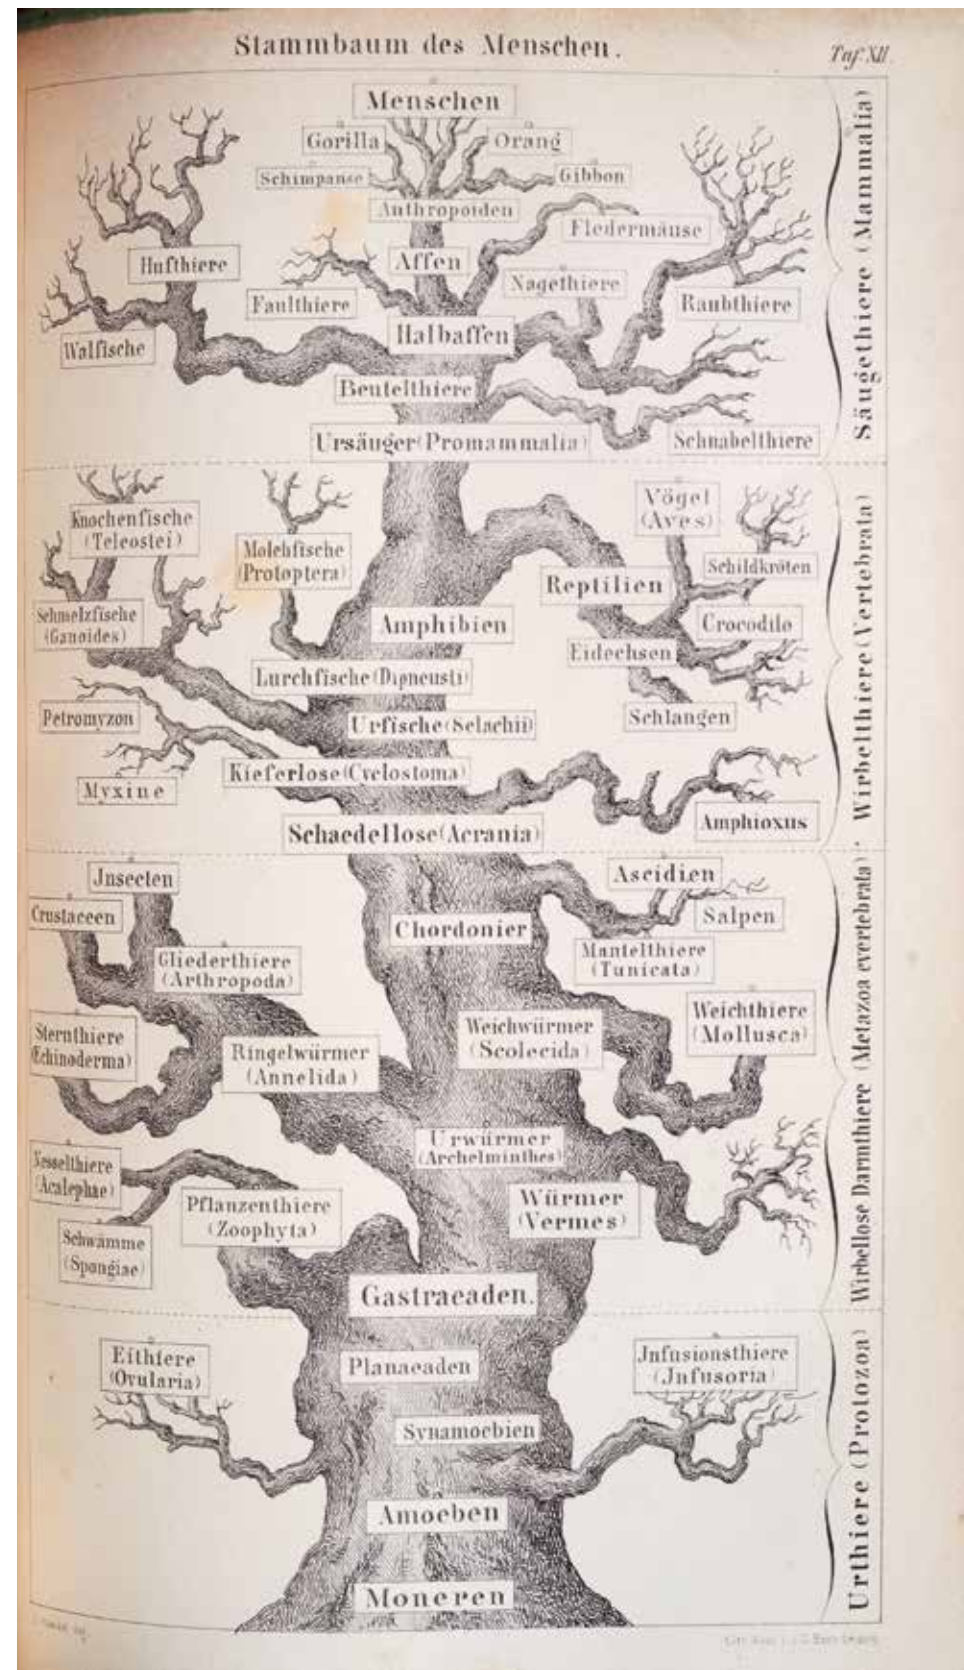 Stammbaum des Menschen.
Taf. XII
Menschen
Gorilla
Orang
Schimpanse
Gibbon
Anthropoiden
Fledermäuse
Hufthiere
Affen
Nagethiere
Faulthiere
Raubthiere
Halbaffen
Walfische
Beutelthiere
Ursäuger (Promammalia)
Schnabelthiere
Säugethiere (Mammalia)
Knochenfische
(Teleostei)
Vögel
(Aves)
Molchfische
(Protoptera)
Schildkröten
Reptilien
Schmelzfische
(Ganoides)
Amphibien
Crocodile
Eidechsen
Lurchfische (Dipneusti)
Petromyzon
Urfische (Selachii)
Schlangen
Kieferlose (Cyclostoma)
Myxine
Amphioxus
Schaedellose (Acrania)
Wirbelthiere (Vertebrata)
Jnsecten
Ascidien
Crustaceen
Salpen
Chordonier
Gliederthiere
(Arthropoda)
Mantelthiere
(Tunicata)
Sternthiere
(Echinoderma)
Weichwürmer
(Scolecida)
Weichthiere
(Mollusca)
Ringelwürmer
(Annelida)
Urwürmer
(Archelminthes)
Nesselthiere
(Acalephae)
Pflanzenthiere
(Zoophyta)
Würmer
(Vermes)
Schwämme
(Spongiae)
Gastraeaden.
Wirbellose Darmthiere (Metazoa evertebrata)
Eithiere
(Ovularia)
Planaeaden
Jnfusionsthiere
(Jnfusoria)
Synamoebien
Amoeben
Moneren
Urthiere (Protozoa)